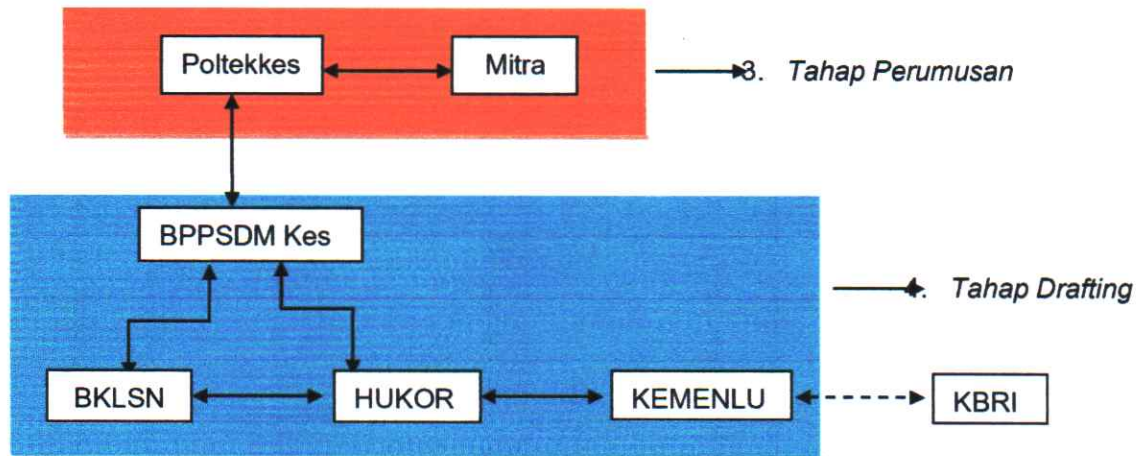 Poltekkes
Mitra
3. Tahap Perumusan
BPPSDM Kes
4. Tahap Drafting
BKLSN
HUKOR
KEMENLU
KBRI